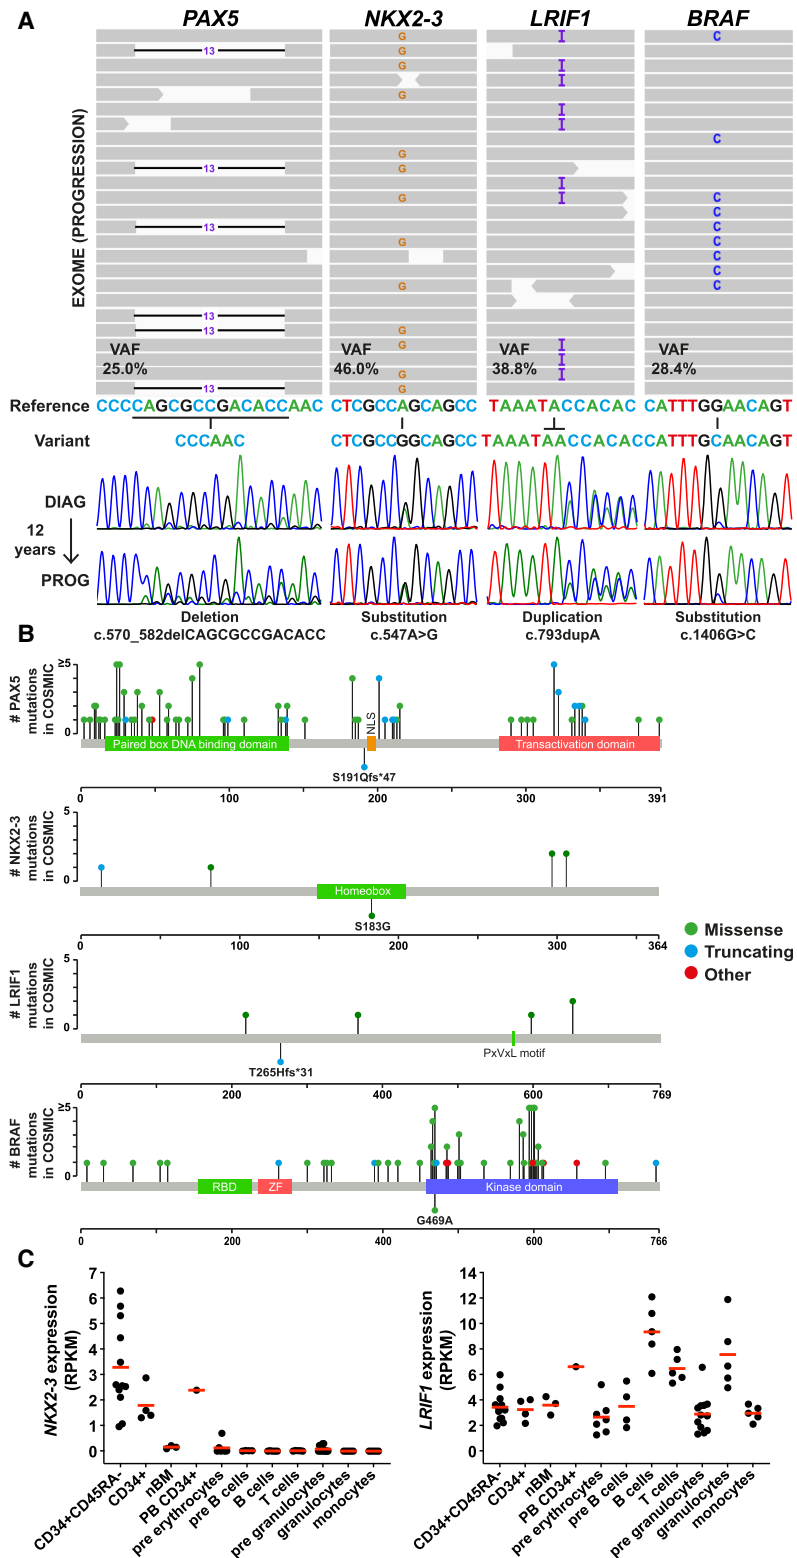 A
PAX5 NKX2-3 LRIF1 BRAF
EXOME (PROGRESSION)
G I C
13
G I
I
G
I
I
C
G
13 G
I
G I C
C
13 C
G C
C
C
G C
13
13 G
VAF VAF G VAF I VAF
25.0% 46.0% 38.8% I 28.4%
G I
13 G
Reference CCCCAGCGCCGACACCAAC CTCGCCAGCAGCC TAAATACCACAC CATTTGGAACAGT
Variant CCCAAC CTCGCCGGCAGCC TAAATAACCACACCATTTGCAACAGT
DIAG
12
years
PROG
Deletion Substitution Duplication Substitution
c.570_582delCAGCGCCGACACC c.547A>G c.793dupA c.1406G>C
B
# PAX5
mutations
in COSMIC
≥5
0
NLS
Paired box DNA binding domain Transactivation domain
S191Qfs*47
0 100 200 300 391
# NKX2-3
mutations
in COSMIC
5
0
Homeobox
S183G
0 100 200 300 364
Missense
Truncating
Other
# LRIF1
mutations
in COSMIC
5
0
PxVxL motif
T265Hfs*31
0 200 400 600 769
# BRAF
mutations
in COSMIC
≥5
0
RBD ZF Kinase domain
G469A
0 200 400 600 766
C
NKX2-3 expression
(RPKM)
7
6
5
4
3
2
1
0
CD34+CD45RA-
CD34+
nBM
PB CD34+
pre erythrocytes
pre B cells
B cells
T cells
pre granulocytes
granulocytes
monocytes
LRIF1 expression
(RPKM)
14
12
10
8
6
4
2
0
CD34+CD45RA-
CD34+
nBM
PB CD34+
pre erythrocytes
pre B cells
B cells
T cells
pre granulocytes
granulocytes
monocytes